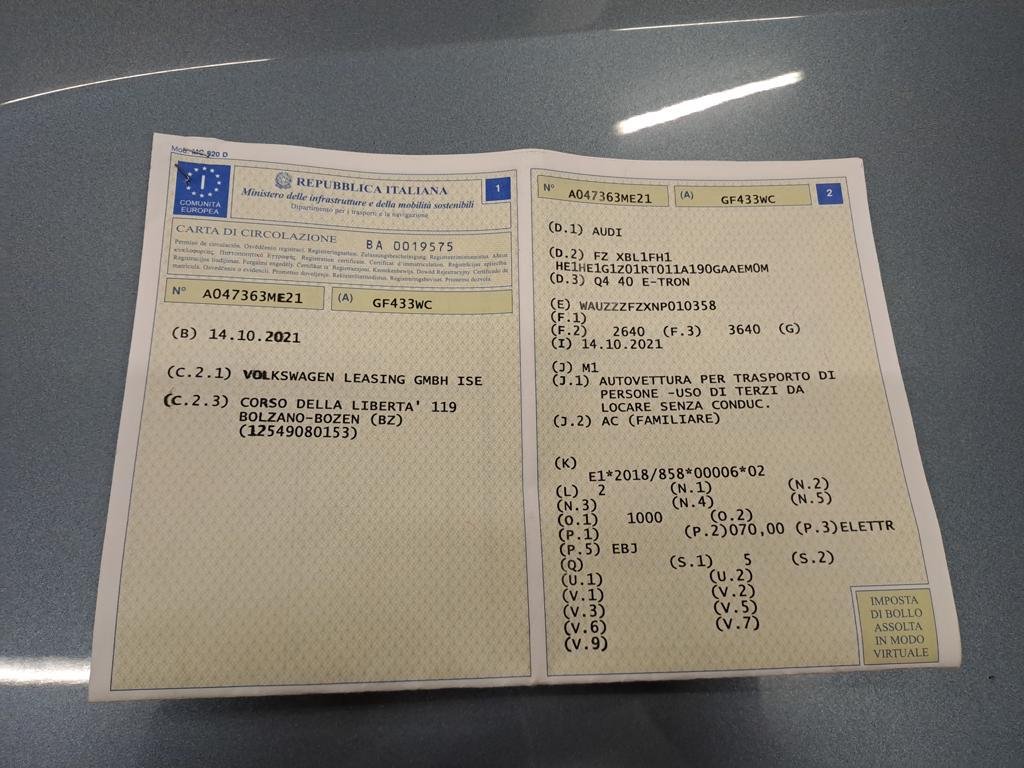 Mod. MC 820 D
COMUNITÀ
EUROPEA
I
REPUBBLICA ITALIANA
1
Ministero delle infrastrutture e della mobilità sostenibili
Dipartimento per i trasporti e la navigazione
CARTA DI CIRCOLAZIONE BA 0019575
N° A047363ME21 (A) GF433WC
(B) 14.10.2021
(C.2.1) VOLKSWAGEN LEASING GMBH ISE
(C.2.3) CORSO DELLA LIBERTA' 119
BOLZANO-BOZEN (BZ)
(12549080153)
N° A047363ME21 (A) GF433WC 2
(D.1) AUDI
(D.2) FZ XBL1FH1
HE1HE1G1Z01RT011A190GAAEM0M
(D.3) Q4 40 E-TRON
(E) WAUZZZFZXNP010358
(F.1)
(F.2) 2640 (F.3) 3640 (G)
(I) 14.10.2021
(J) M1
(J.1) AUTOVETTURA PER TRASPORTO DI
PERSONE -USO DI TERZI DA
LOCARE SENZA CONDUC.
(J.2) AC (FAMILIARE)
(K)
E1*2018/858*00006*02
(L) 2 (N.1) (N.2)
(N.3) (N.4) (N.5)
(O.1) 1000 (O.2)
(P.1) (P.2)070,00 (P.3)ELETTR
(P.5) EBJ
(Q) (S.1) 5 (S.2)
(U.1) (U.2)
(V.1) (V.2)
(V.3) (V.5)
(V.6) (V.7)
(V.9)
IMPOSTA
DI BOLLO
ASSOLTA
IN MODO
VIRTUALE